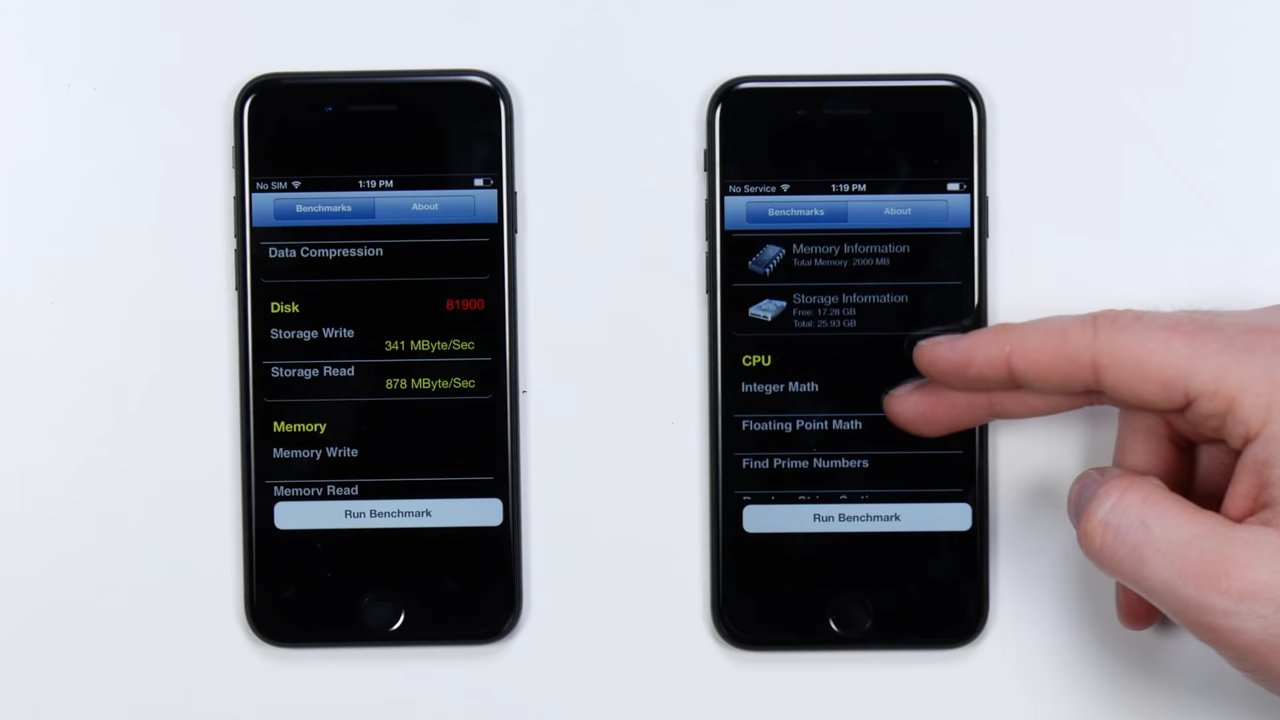 No SIM 1:19 PM
Benchmarks About
Data Compression
Disk 81900
Storage Write
341 MByte/Sec
Storage Read
878 MByte/Sec
Memory
Memory Write
Memory Read
Run Benchmark
No Service 1:19 PM
Benchmarks About
Memory Information
Total Memory: 2000 MB
Storage Information
Free: 17.28 GB
Total: 25.93 GB
CPU
Integer Math
Floating Point Math
Find Prime Numbers
Run Benchmark